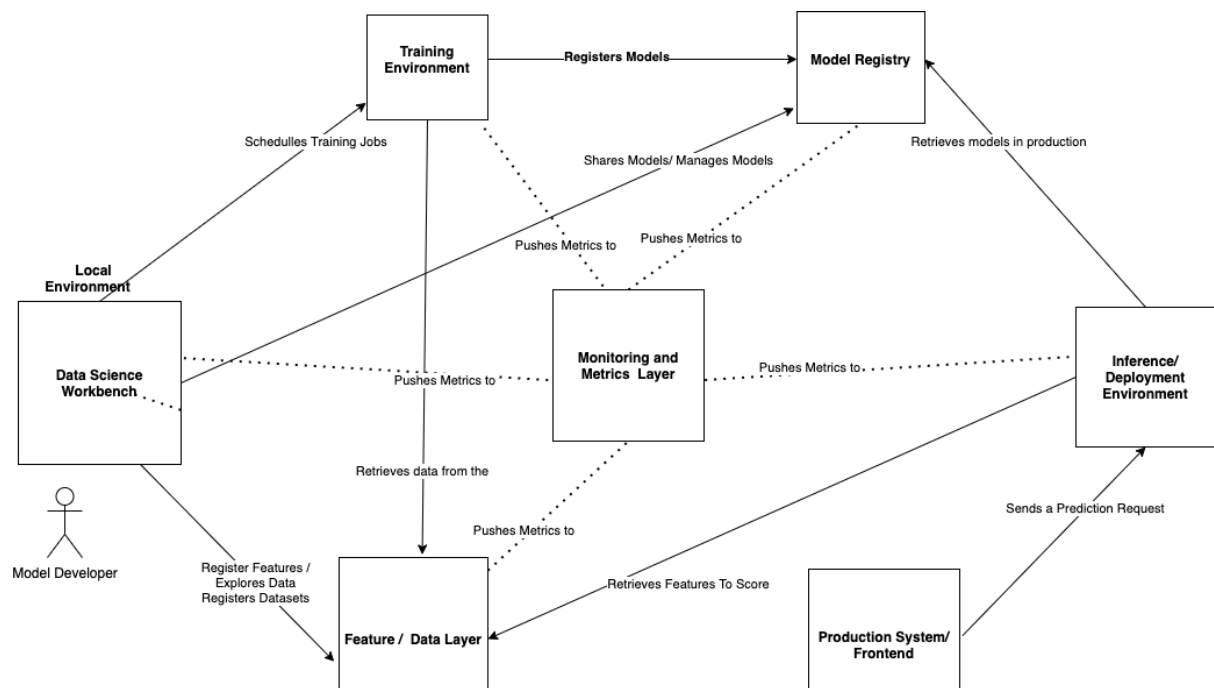 Training
Environment
Registers Models
Model Registry
Schedulles Training Jobs
Retrieves models in production
Shares Models/ Manages Models
Pushes Metrics to
Pushes Metrics to
Local
Environment
Data Science
Workbench
Monitoring and
Metrics Layer
Pushes Metrics to
Pushes Metrics to
Inference/
Deployment
Environment
Retrieves data from the
Pushes Metrics to
Sends a Prediction Request
Model Developer
Register Features /
Explores Data
Registers Datasets
Retrieves Features To Score
Feature / Data Layer
Production System/
Frontend